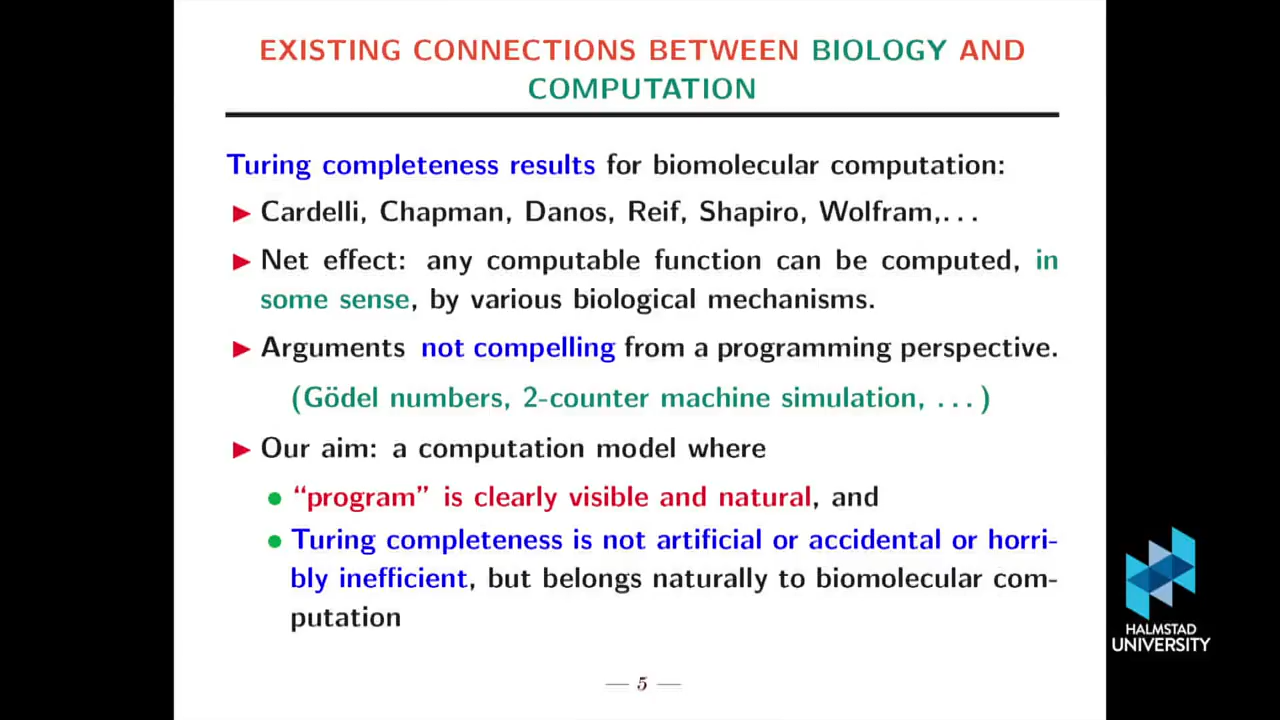 EXISTING CONNECTIONS BETWEEN BIOLOGY AND
COMPUTATION
Turing completeness results for biomolecular computation:
▶ Cardelli, Chapman, Danos, Reif, Shapiro, Wolfram,...
▶ Net effect: any computable function can be computed, in
some sense, by various biological mechanisms.
▶ Arguments not compelling from a programming perspective.
(Gödel numbers, 2-counter machine simulation, ...)
▶ Our aim: a computation model where
● “program” is clearly visible and natural, and
● Turing completeness is not artificial or accidental or horri-
bly inefficient, but belongs naturally to biomolecular com-
putation
HALMSTAD
UNIVERSITY
— 5 —